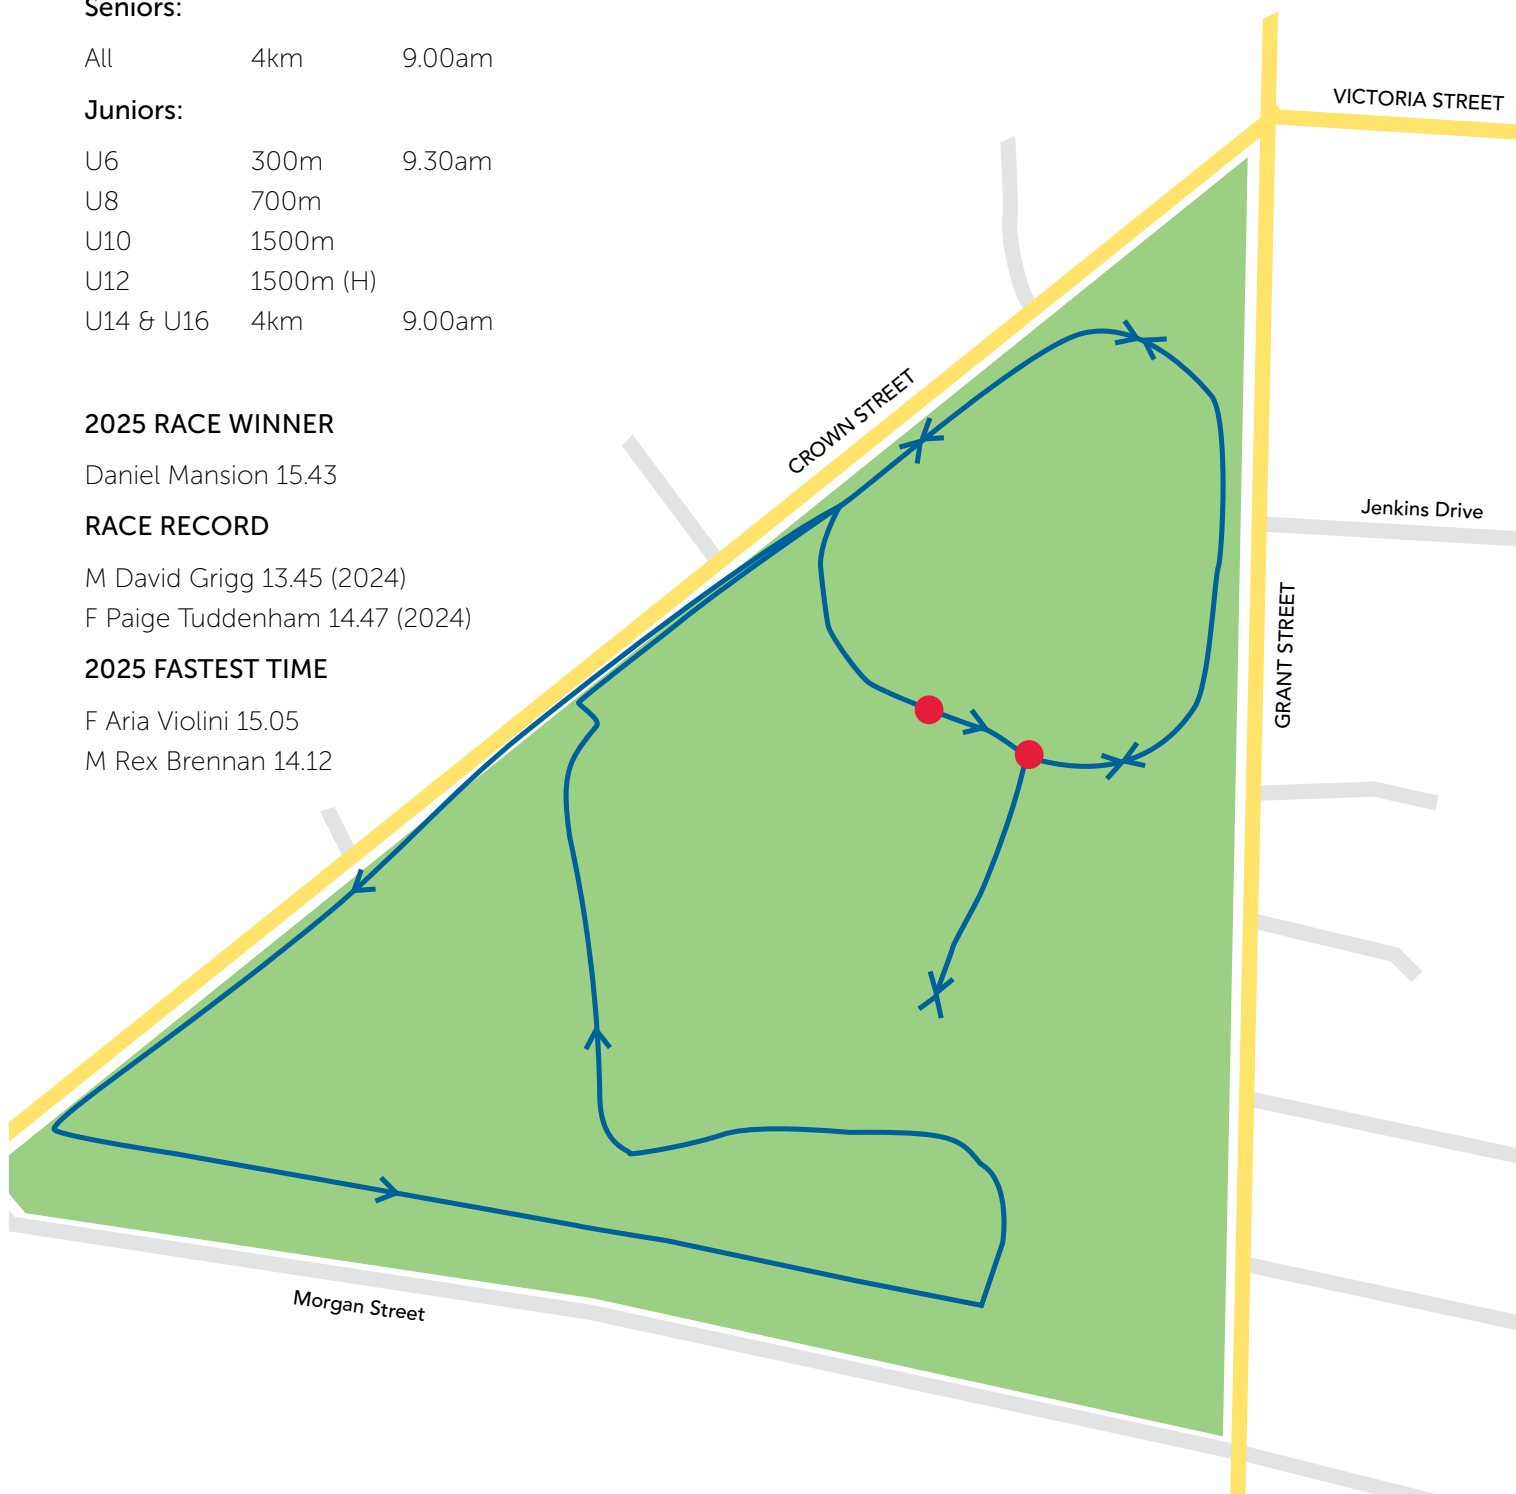 Seniors:
All 4km 9.00am
Juniors:
U6 300m 9.30am
U8 700m
U10 1500m
U12 1500m (H)
U14 & U16 4km 9.00am
2025 RACE WINNER
Daniel Mansion 15.43
RACE RECORD
M David Grigg 13.45 (2024)
F Paige Tuddenham 14.47 (2024)
2025 FASTEST TIME
F Aria Violini 15.05
M Rex Brennan 14.12
VICTORIA STREET
CROWN STREET
Jenkins Drive
GRANT STREET
Morgan Street